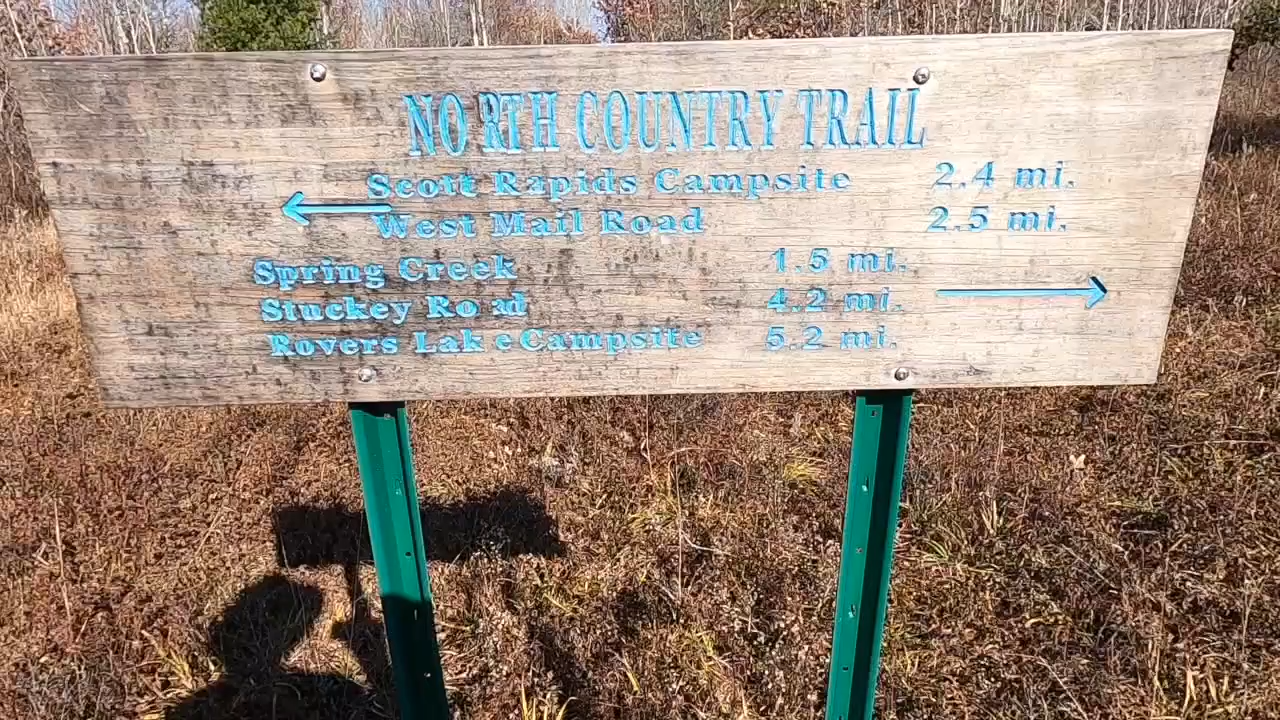 NORTH COUNTRY TRAIL
Scott Rapids Campsite 2.4 mi.
West Mail Road 2.5 mi.
Spring Creek 1.5 mi.
Stuckey Road 4.2 mi.
Rovers Lake Campsite 5.2 mi.